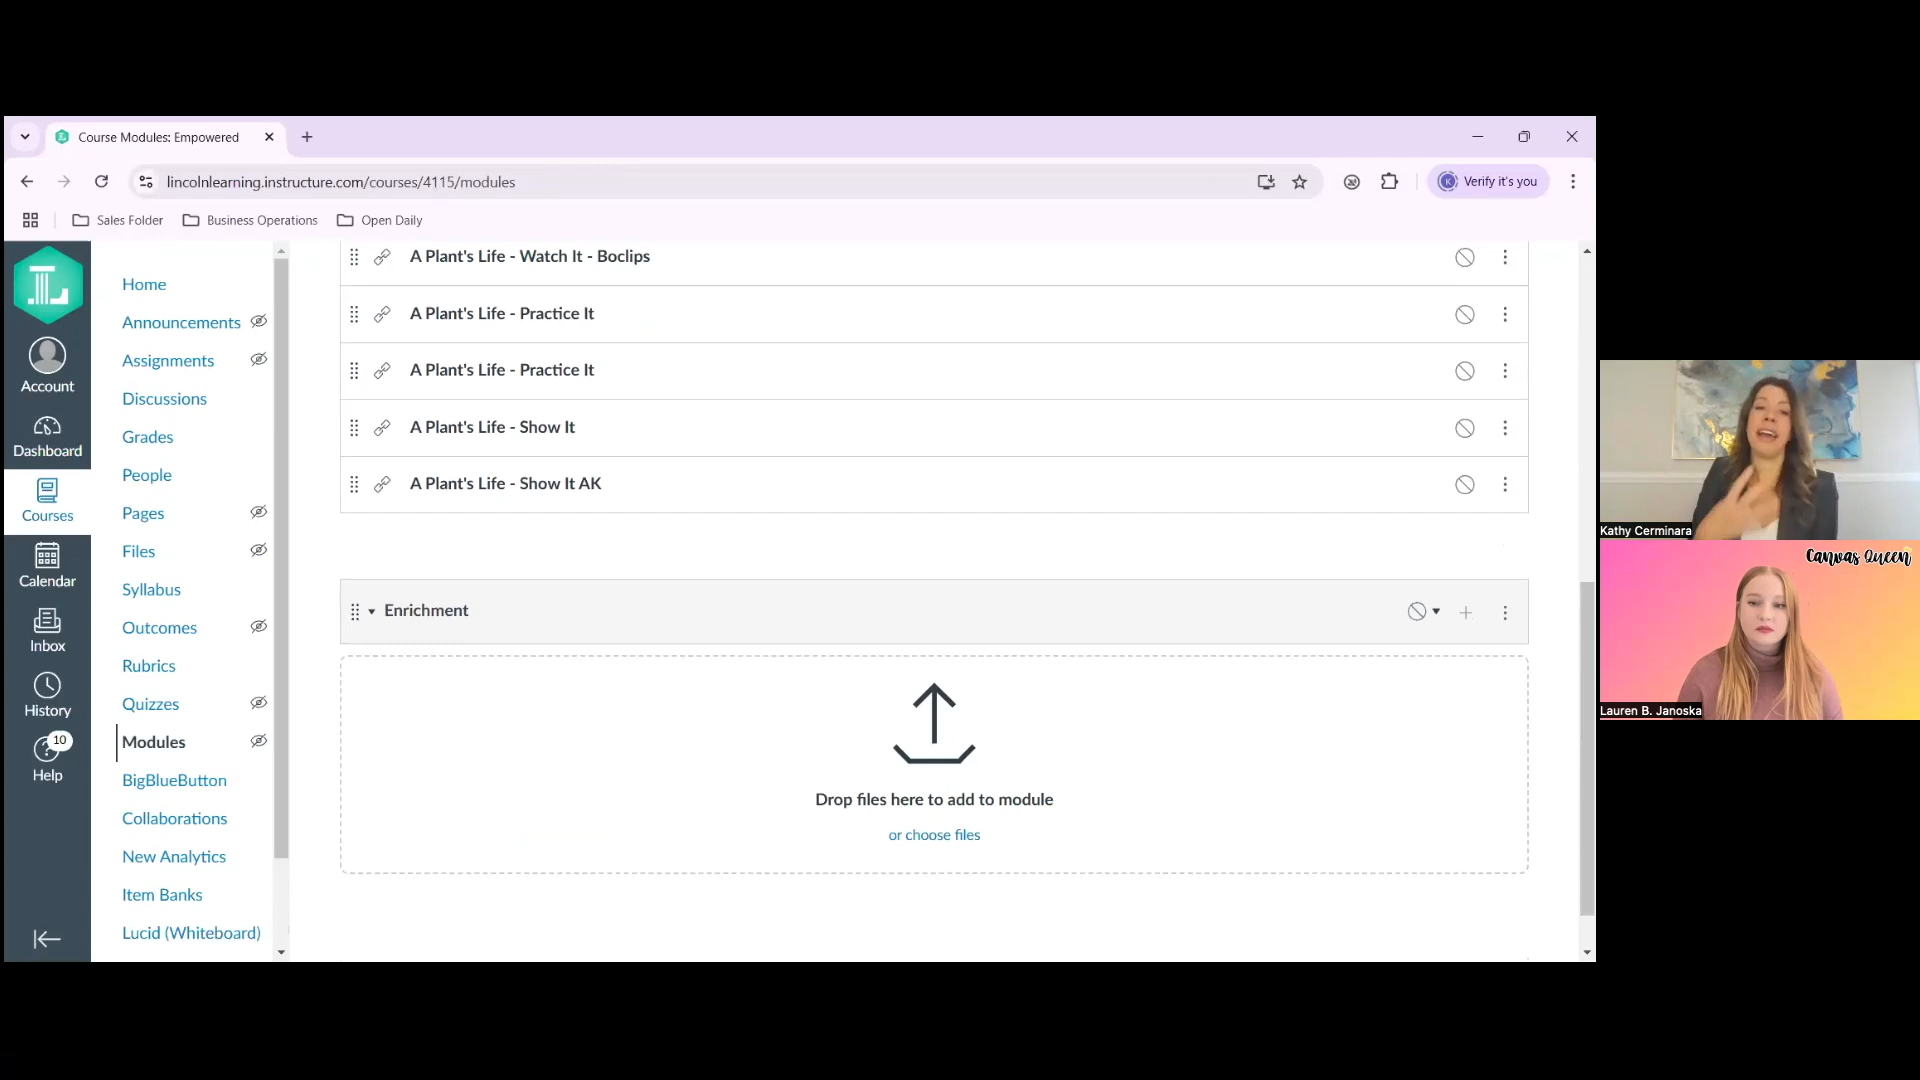 Course Modules: Empowered
lincolnlearning.instructure.com/courses/4115/modules
K Verify it's you
Sales Folder Business Operations Open Daily
L
Account
Dashboard
Courses
Calendar
Inbox
History
10
Help
Home
Announcements
Assignments
Discussions
Grades
People
Pages
Files
Syllabus
Outcomes
Rubrics
Quizzes
Modules
BigBlueButton
Collaborations
New Analytics
Item Banks
Lucid (Whiteboard)
A Plant's Life - Watch It - Boclips
A Plant's Life - Practice It
A Plant's Life - Practice It
A Plant's Life - Show It
A Plant's Life - Show It AK
Enrichment
Drop files here to add to module
or choose files
Kathy Cerminara
Canvas Queen
Lauren B. Janoska